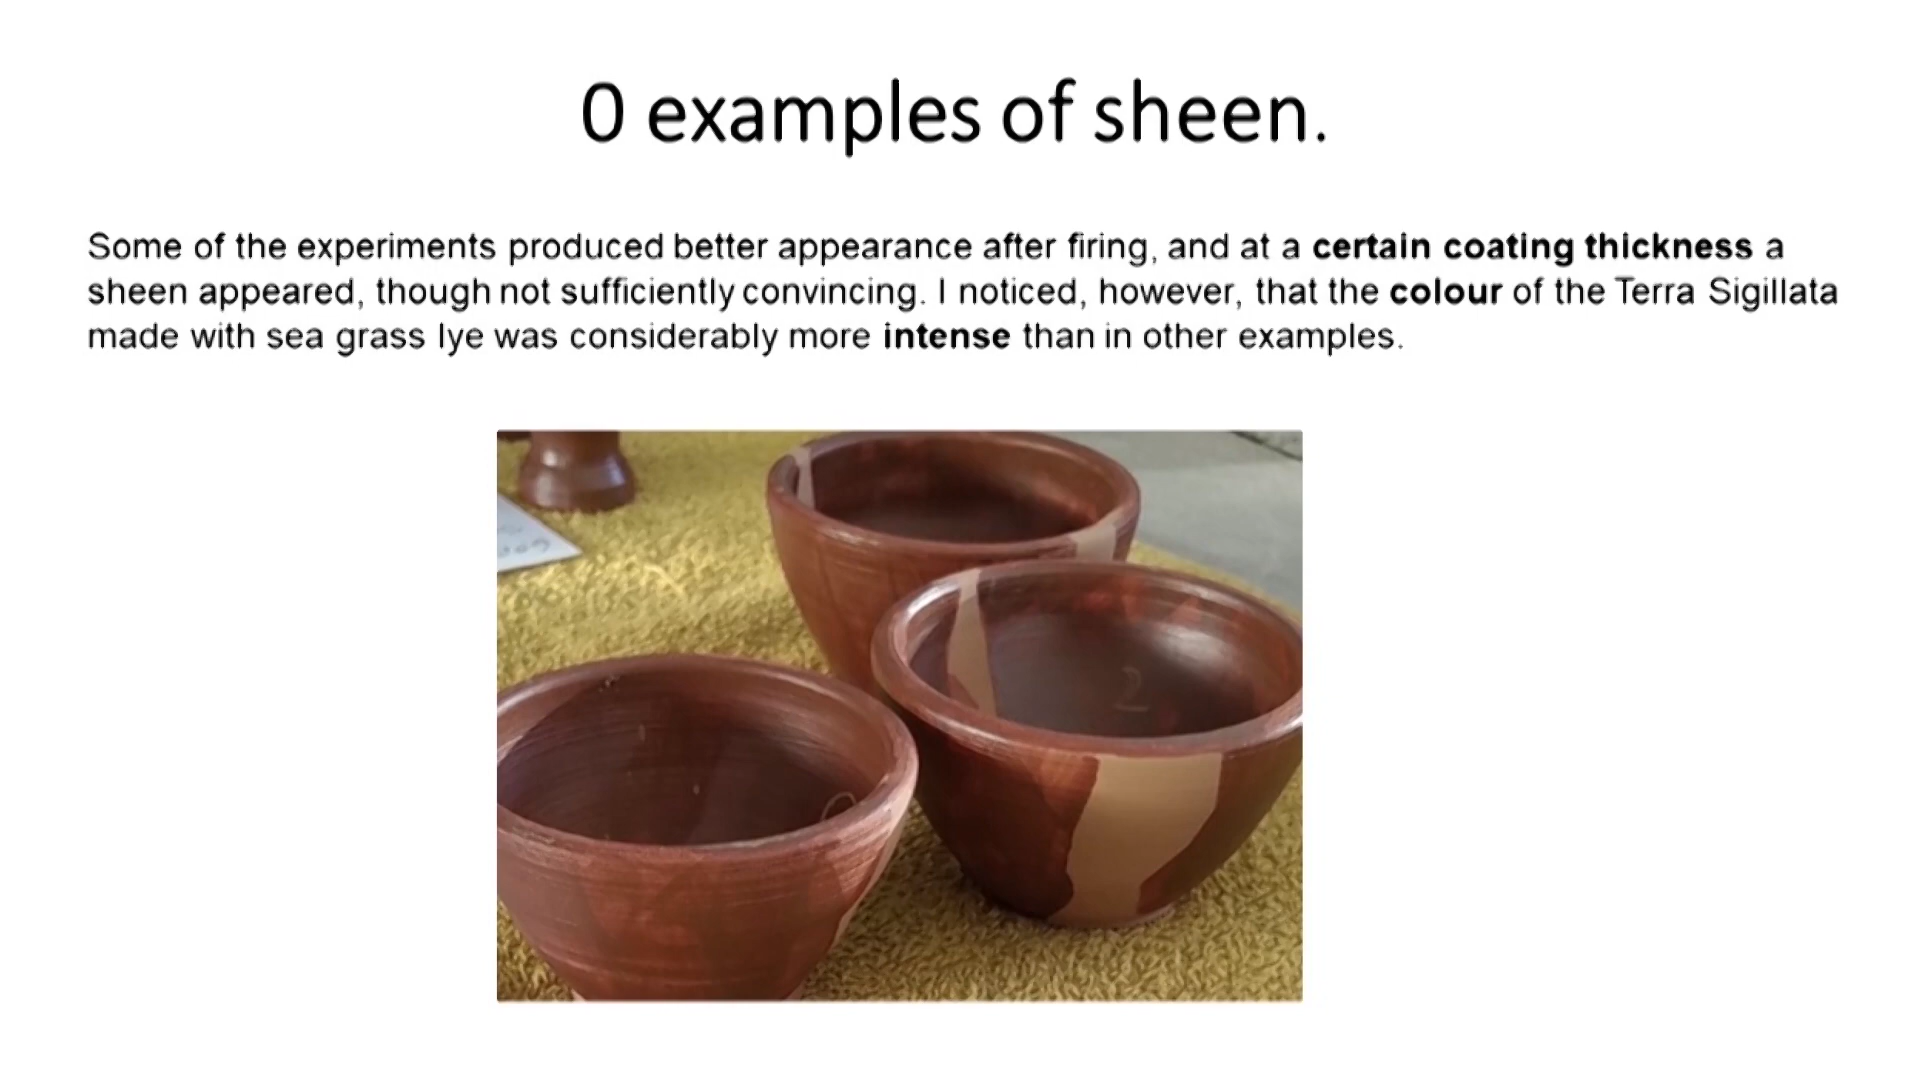 0 examples of sheen.
Some of the experiments produced better appearance after firing, and at a certain coating thickness a
sheen appeared, though not sufficiently convincing. I noticed, however, that the colour of the Terra Sigillata
made with sea grass lye was considerably more intense than in other examples.
2